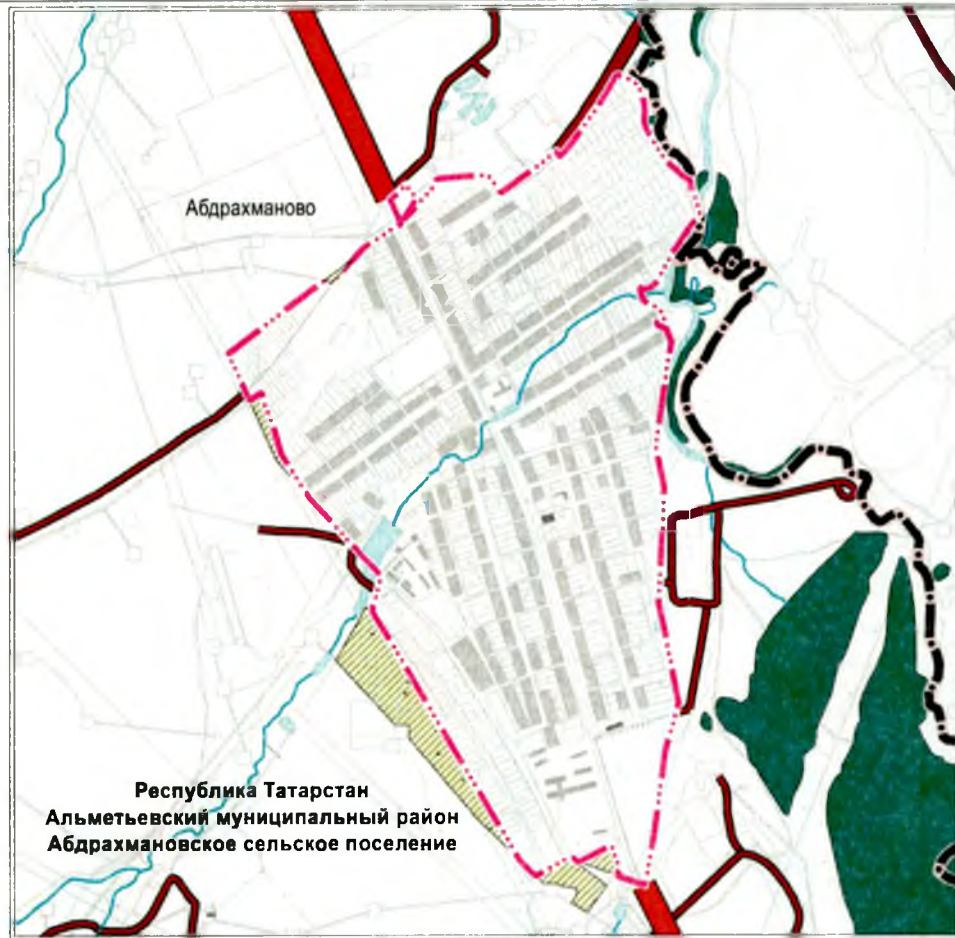 Абдрахманово
Республика Татарстан
Альметьевский муниципальный район
Абдрахмановское сельское поселение